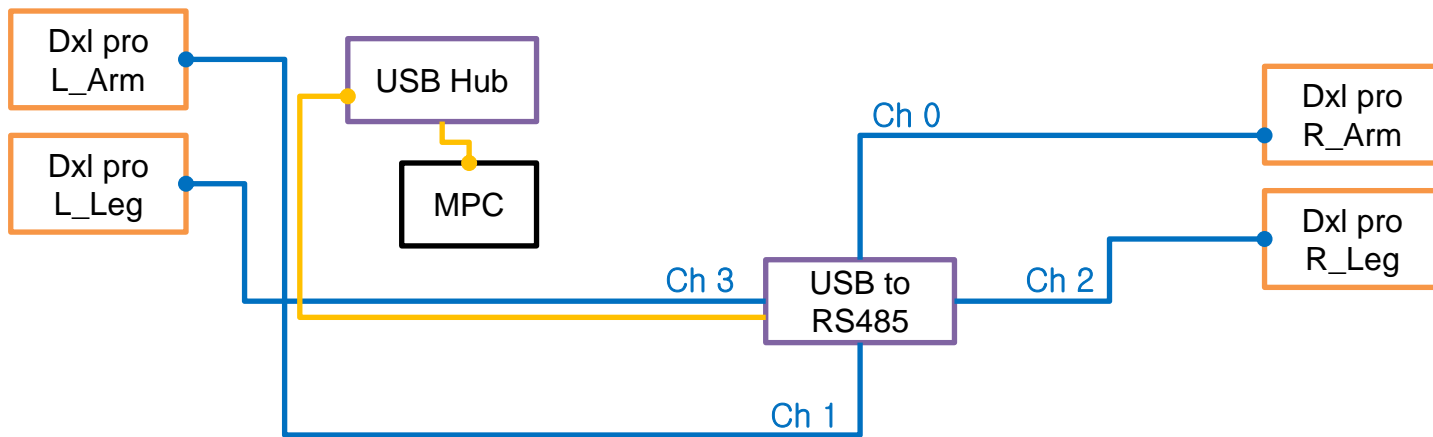 Dxl pro
L_Arm
USB Hub
Dxl pro
R_Arm
Ch 0
Dxl pro
L_Leg
MPC
Dxl pro
R_Leg
Ch 3
USB to
RS485
Ch 2
Ch 1